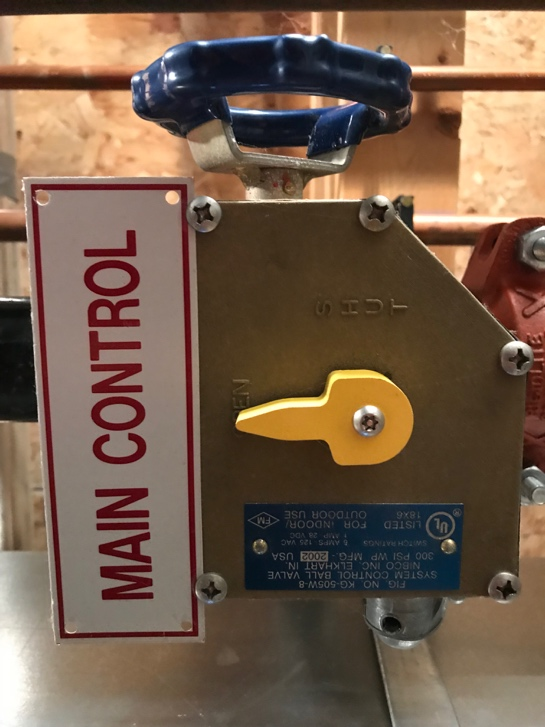 MAIN CONTROL
SHUT
FIG. NO. KG-505W-8
SYSTEM CONTROL BALL VALVE
NIBCO INC. ELKHART IN.
300 PSI WP MFG. 2002 USA
SWITCH RATINGS
5 AMPS 125 VAC
1 AMP 28 VDC
UL
®
LISTED
18X6
FOR INDOOR/
OUTDOOR USE
FM